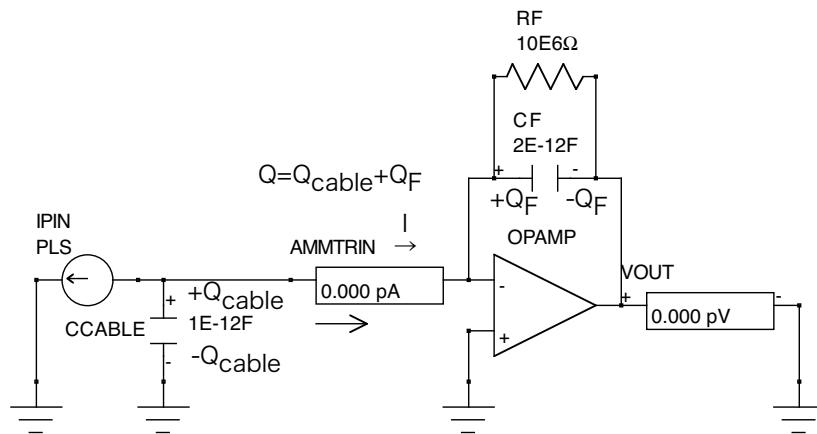 RF
10E6Ω
CF
2E-12F
+ -
+QF -QF
Q=Qcable+QF
I
→
IPIN
PLS
AMMTRIN
OPAMP
0.000 pA
-
+
VOUT
+ -
0.000 pV
+ +Qcable
CCABLE 1E-12F
- -Qcable